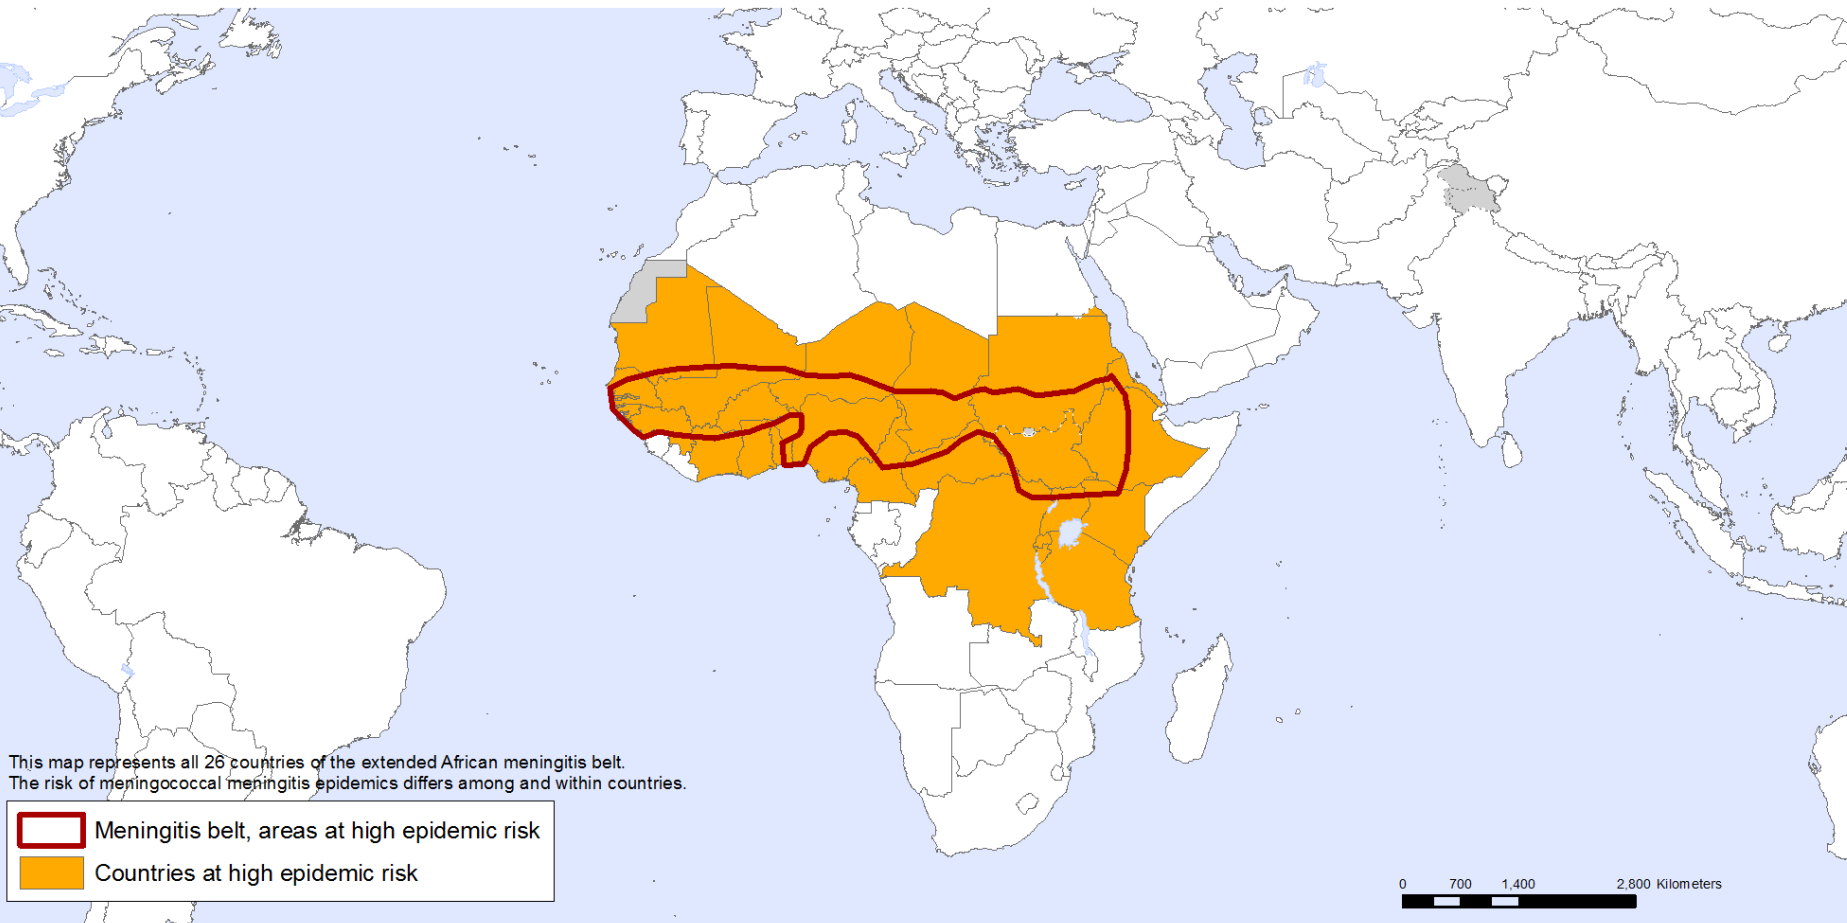 This map represents all 26 countries of the extended African meningitis belt.
The risk of meningococcal meningitis epidemics differs among and within countries.
Meningitis belt, areas at high epidemic risk
Countries at high epidemic risk
0 700 1,400 2,800 Kilometers